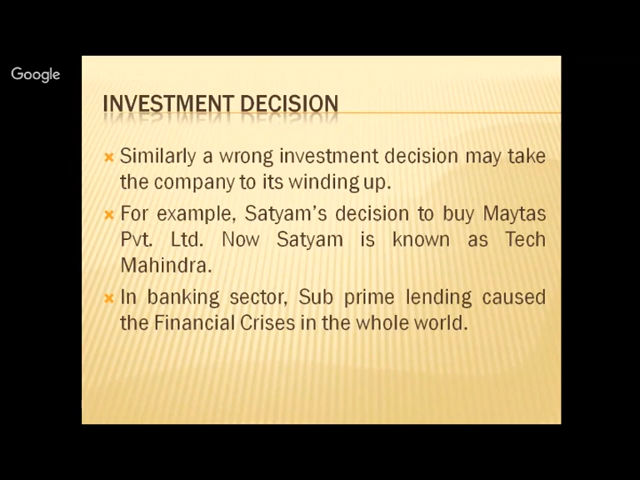 Google
INVESTMENT DECISION
Similarly a wrong investment decision may take
the company to its winding up.
For example, Satyam's decision to buy Maytas
Pvt. Ltd. Now Satyam is known as Tech
Mahindra.
In banking sector, Sub prime lending caused
the Financial Crises in the whole world.